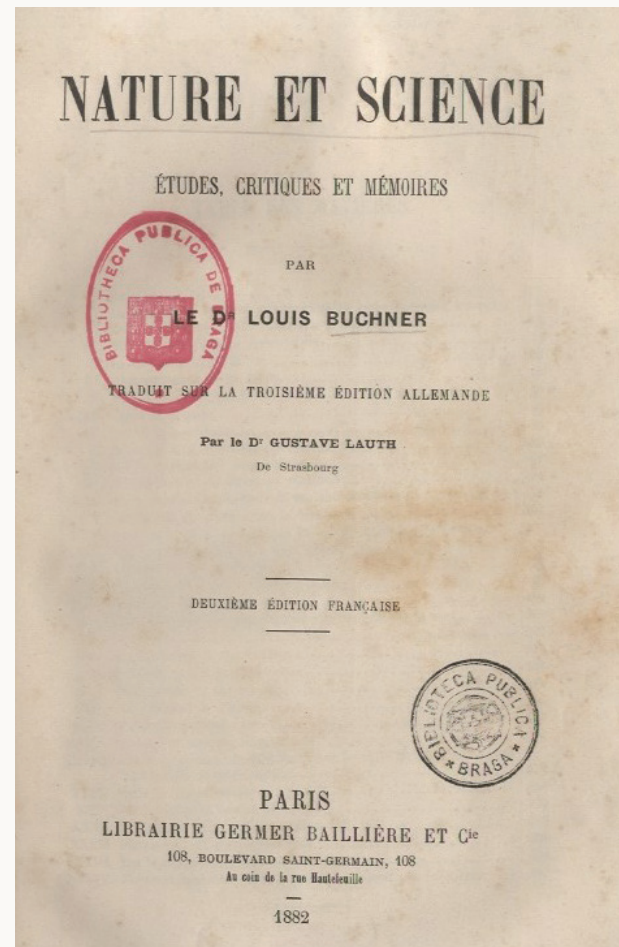 NATURE ET SCIENCE
ÉTUDES, CRITIQUES ET MÉMOIRES
PAR
LE Dr LOUIS BUCHNER
BIBLIOTHECA PUBLICA DE BRAGA
TRADUIT SUR LA TROISIÈME ÉDITION ALLEMANDE
Par le Dr GUSTAVE LAUTH
De Strasbourg
DEUXIÈME ÉDITION FRANÇAISE
BIBLIOTECA PUBLICA
* BRAGA *
PARIS
LIBRAIRIE GERMER BAILLIÈRE ET Cie
108, BOULEVARD SAINT-GERMAIN, 108
Au coin de la rue Hautefeuille
1882